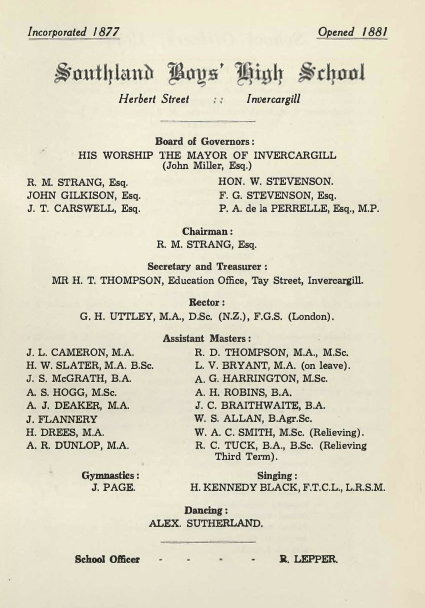 Incorporated 1877 Opened 1881
Southland Boys' High School
Herbert Street :: Invercargill
Board of Governors:
HIS WORSHIP THE MAYOR OF INVERCARGILL
(John Miller, Esq.)
R. M. STRANG, Esq. HON. W. STEVENSON.
JOHN GILKISON, Esq. F. G. STEVENSON, Esq.
J. T. CARSWELL, Esq. P. A. de la PERRELLE, Esq., M.P.
Chairman:
R. M. STRANG, Esq.
Secretary and Treasurer:
MR H. T. THOMPSON, Education Office, Tay Street, Invercargill.
Rector:
G. H. UTTLEY, M.A., D.Sc. (N.Z.), F.G.S. (London).
Assistant Masters:
J. L. CAMERON, M.A. R. D. THOMPSON, M.A., M.Sc.
H. W. SLATER, M.A. B.Sc. L. V. BRYANT, M.A. (on leave).
J. S. McGRATH, B.A. A. G. HARRINGTON, M.Sc.
A. S. HOGG, M.Sc. A. H. ROBINS, B.A.
A. J. DEAKER, M.A. J. C. BRAITHWAITE, B.A.
J. FLANNERY W. S. ALLAN, B.Agr.Sc.
H. DREES, M.A. W. A. C. SMITH, M.Sc. (Relieving).
A. R. DUNLOP, M.A. R. C. TUCK, B.A., B.Sc. (Relieving
Third Term).
Gymnastics: Singing:
J. PAGE. H. KENNEDY BLACK, F.T.C.L., L.R.S.M.
Dancing:
ALEX. SUTHERLAND.
School Officer - - - - R. LEPPER.